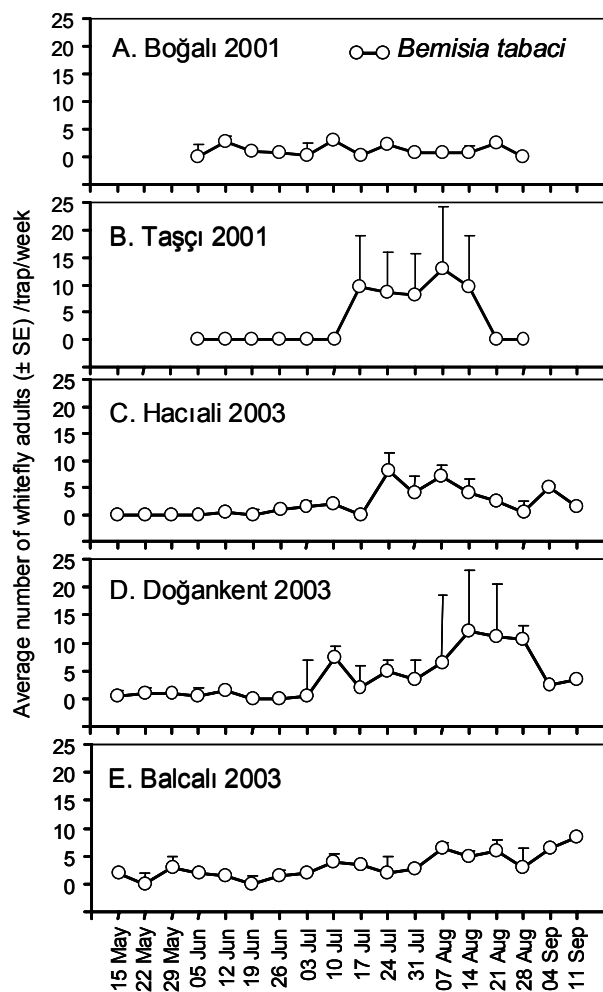 Average number of whitefly adults (± SE) /trap/week
25
20
15
10
5
0
A. Boğalı 2001
Bemisia tabaci
25
20
15
10
5
0
B. Taşçı 2001
25
20
15
10
5
0
C. Hacıali 2003
25
20
15
10
5
0
D. Doğankent 2003
25
20
15
10
5
0
E. Balcalı 2003
15 May
22 May
29 May
05 Jun
12 Jun
19 Jun
26 Jun
03 Jul
10 Jul
17 Jul
24 Jul
31 Jul
07 Aug
14 Aug
21 Aug
28 Aug
04 Sep
11 Sep